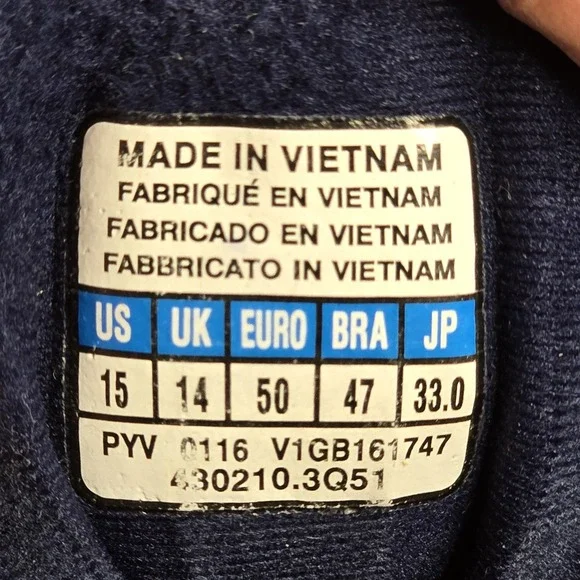 MADE IN VIETNAM
FABRIQUÉ EN VIETNAM
FABRICADO EN VIETNAM
FABBRICATO IN VIETNAM
US UK EURO BRA JP
15 14 50 47 33.0
PYV 0116 V1GB161747
430210.3Q51